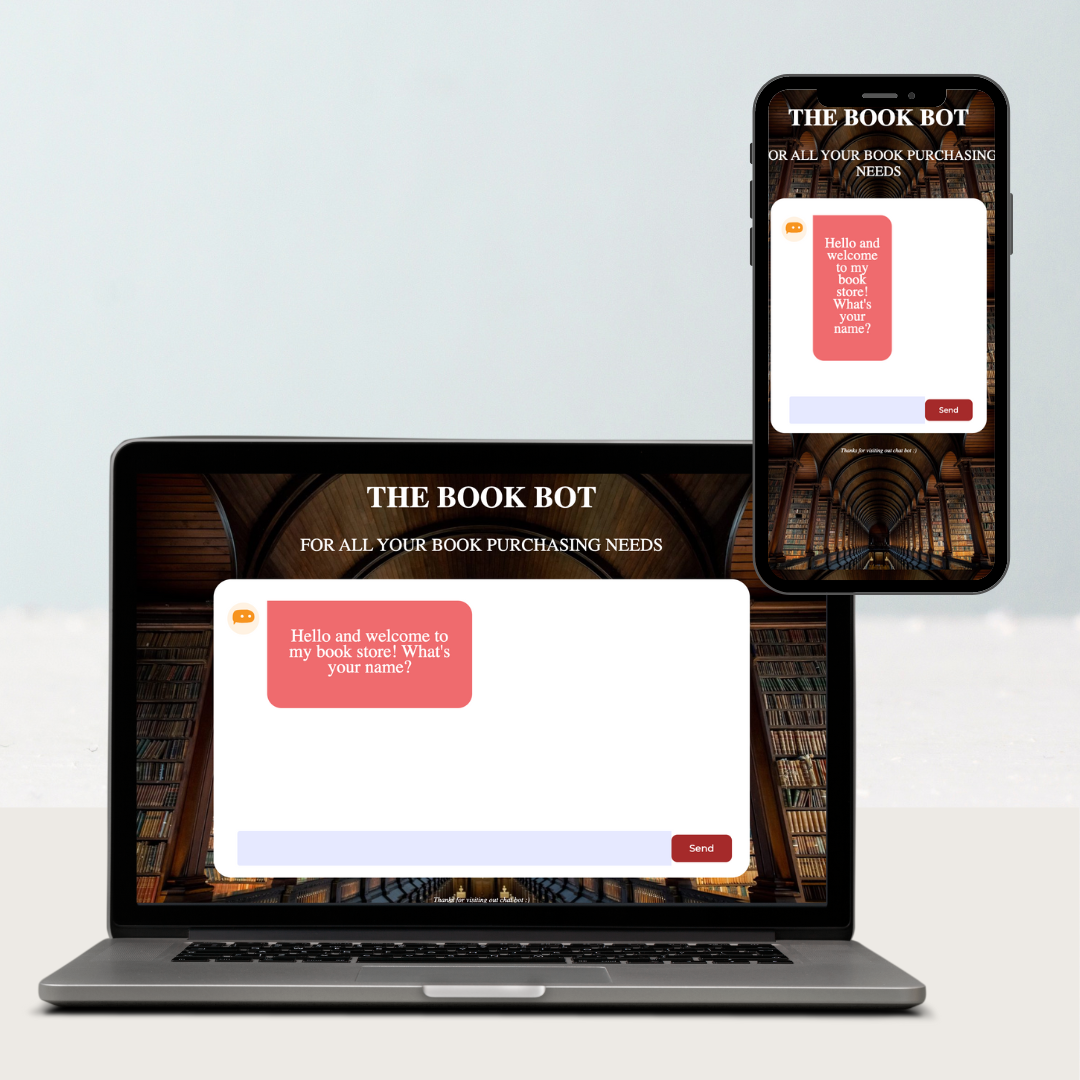 THE BOOK BOT
OR ALL YOUR BOOK PURCHASING
NEEDS
Hello and
welcome
to my
book
store!
What's
your
name?
Send
Thanks for visiting out chat bot :)
THE BOOK BOT
FOR ALL YOUR BOOK PURCHASING NEEDS
Hello and welcome to
my book store! What's
your name?
Send
Thanks for visiting out chat bot :)